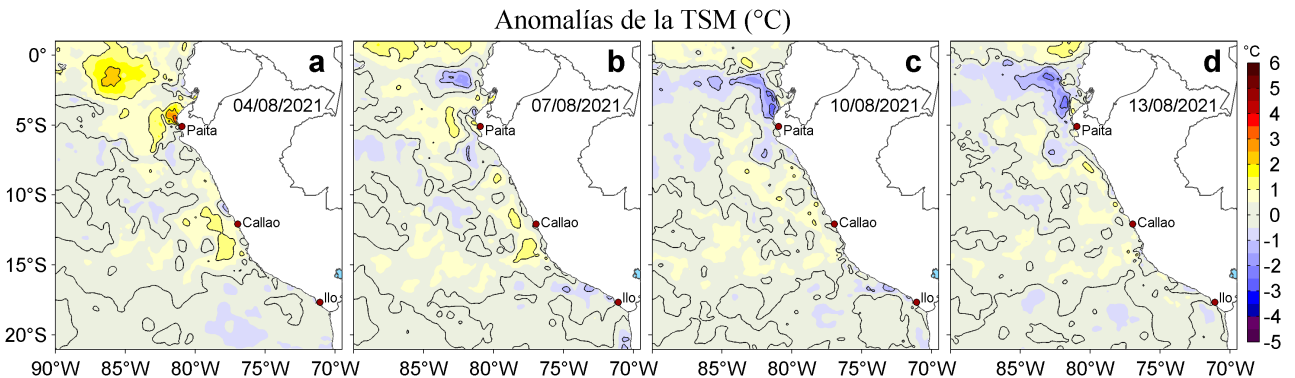 Anomalías de la TSM (°C)
a
b
c
d
04/08/2021
07/08/2021
10/08/2021
13/08/2021
Paita
Paita
Paita
Paita
Callao
Callao
Callao
Callao
Ilo
Ilo
Ilo
Ilo
0°
5°S
10°S
15°S
20°S
90°W 85°W 80°W 75°W 70°W
85°W 80°W 75°W 70°W
85°W 80°W 75°W 70°W
85°W 80°W 75°W 70°W
°C
6
5
4
3
2
1
0
-1
-2
-3
-4
-5